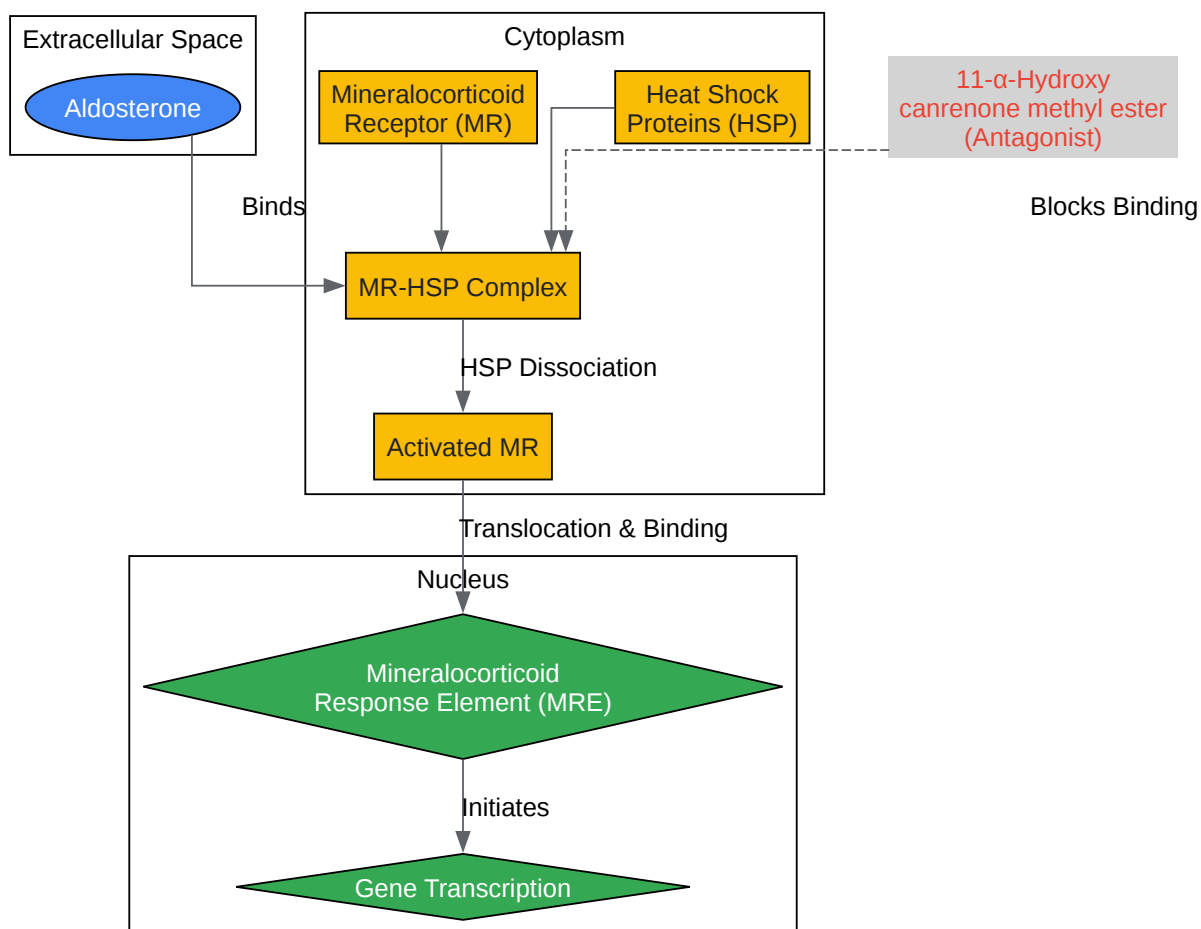 Extracellular Space
Aldosterone
Cytoplasm
Mineralocorticoid
Receptor (MR)
Heat Shock
Proteins (HSP)
11-α-Hydroxy
canrenone methyl ester
(Antagonist)
Binds
Blocks Binding
MR-HSP Complex
HSP Dissociation
Activated MR
Translocation & Binding
Nucleus
Mineralocorticoid
Response Element (MRE)
Initiates
Gene Transcription